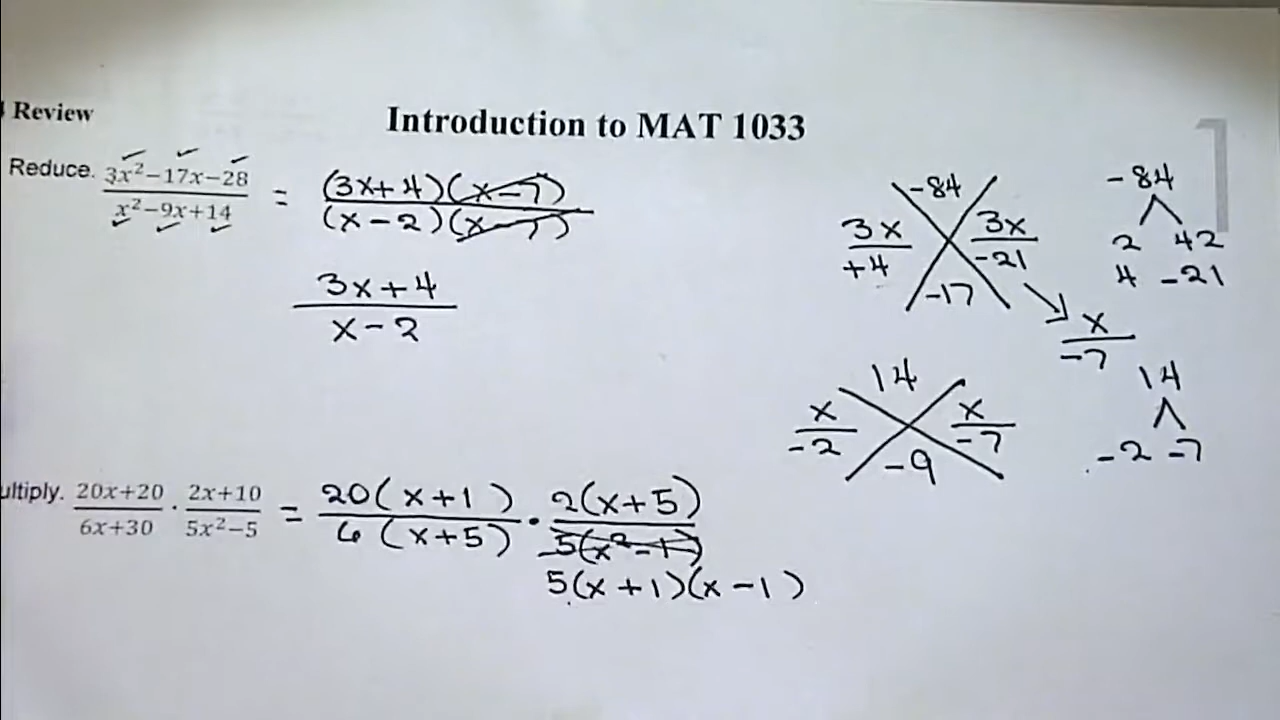 Review
Introduction to MAT 1033
Reduce. 3x²−17x−28 / x²−9x+14 = (3x+4)(x−7) / (x−2)(x−7)
3x+4 / x−2
−84
3x / +4
3x / −21
−17
x / −7
−84
2 42
4 −21
14
x / −2
x / −7
−9
14
−2 −7
ultiply. 20x+20 / 6x+30 · 2x+10 / 5x²−5 = 20(x+1) / 6(x+5) · 2(x+5) / 5(x²−1)
5(x+1)(x−1)